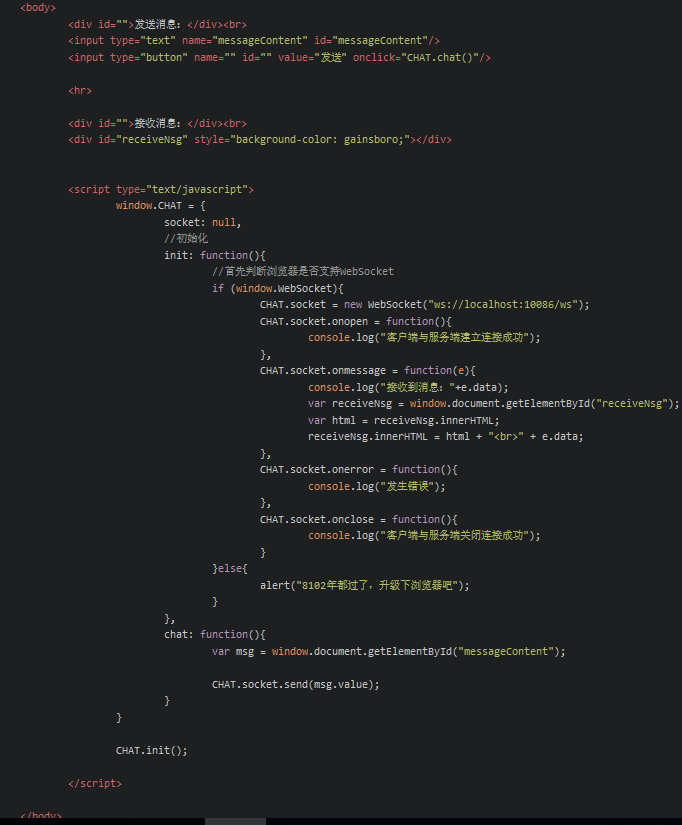 <body>
<div id="">发送消息：</div><br>
<input type="text" name="messageContent" id="messageContent"/>
<input type="button" name="" id="" value="发送" onclick="CHAT.chat()"/>
<hr>
<div id="">接收消息：</div><br>
<div id="receiveNsg" style="background-color: gainsboro;"></div>
<script type="text/javascript">
window.CHAT = {
socket: null,
//初始化
init: function(){
//首先判断浏览器是否支持WebSocket
if (window.WebSocket){
CHAT.socket = new WebSocket("ws://localhost:10086/ws");
CHAT.socket.onopen = function(){
console.log("客户端与服务端建立连接成功");
},
CHAT.socket.onmessage = function(e){
console.log("接收到消息："+e.data);
var receiveNsg = window.document.getElementById("receiveNsg");
var html = receiveNsg.innerHTML;
receiveNsg.innerHTML = html + "<br>" + e.data;
},
CHAT.socket.onerror = function(){
console.log("发生错误");
},
CHAT.socket.onclose = function(){
console.log("客户端与服务端关闭连接成功");
}
}else{
alert("8102年都过了，升级下浏览器吧");
}
},
chat: function(){
var msg = window.document.getElementById("messageContent");
CHAT.socket.send(msg.value);
}
}
CHAT.init();
</script>
</body>